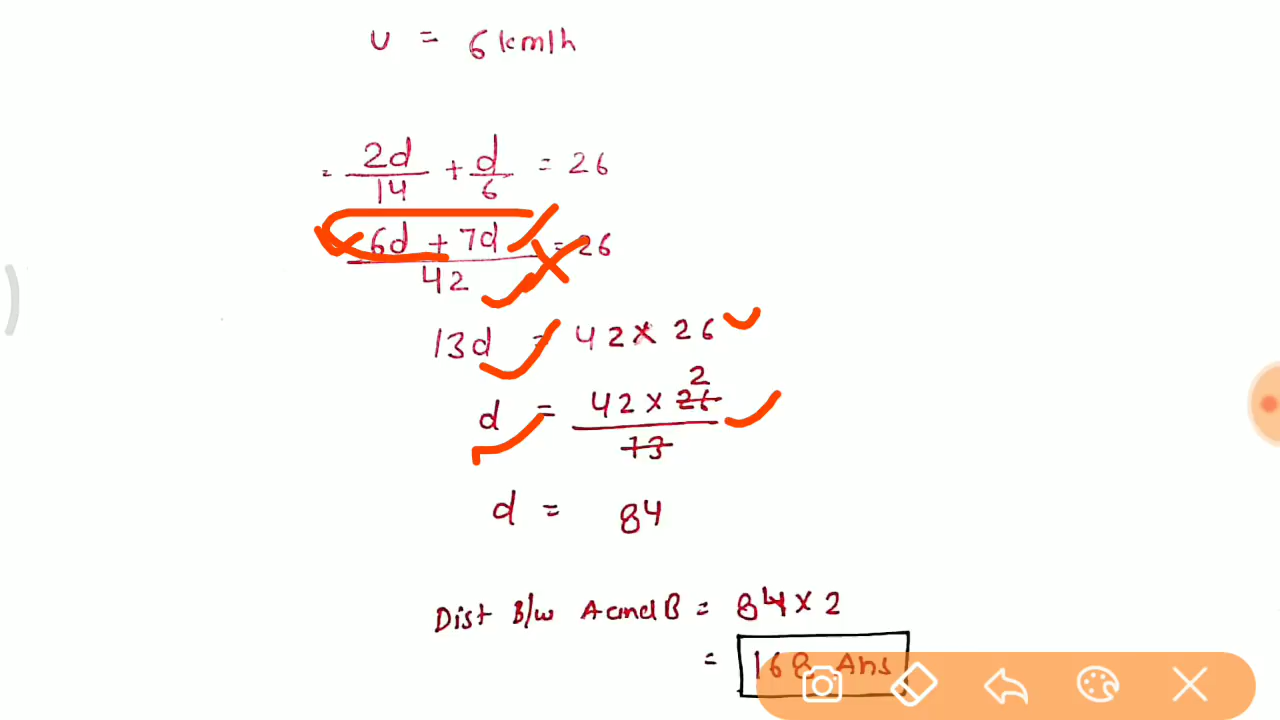 U = 6 km/h
= 2d/14 + d/6 = 26
6d + 7d/42 = 26
13d = 42 × 26
d = 42 × 26/13 2
d = 84
Dist B/w A and B = 84 × 2
= 168 Ans